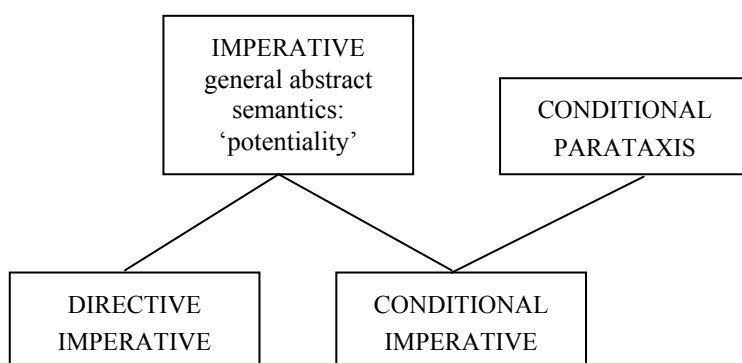 IMPERATIVE
general abstract
semantics:
‘potentiality’
CONDITIONAL
PARATAXIS
DIRECTIVE
IMPERATIVE
CONDITIONAL
IMPERATIVE